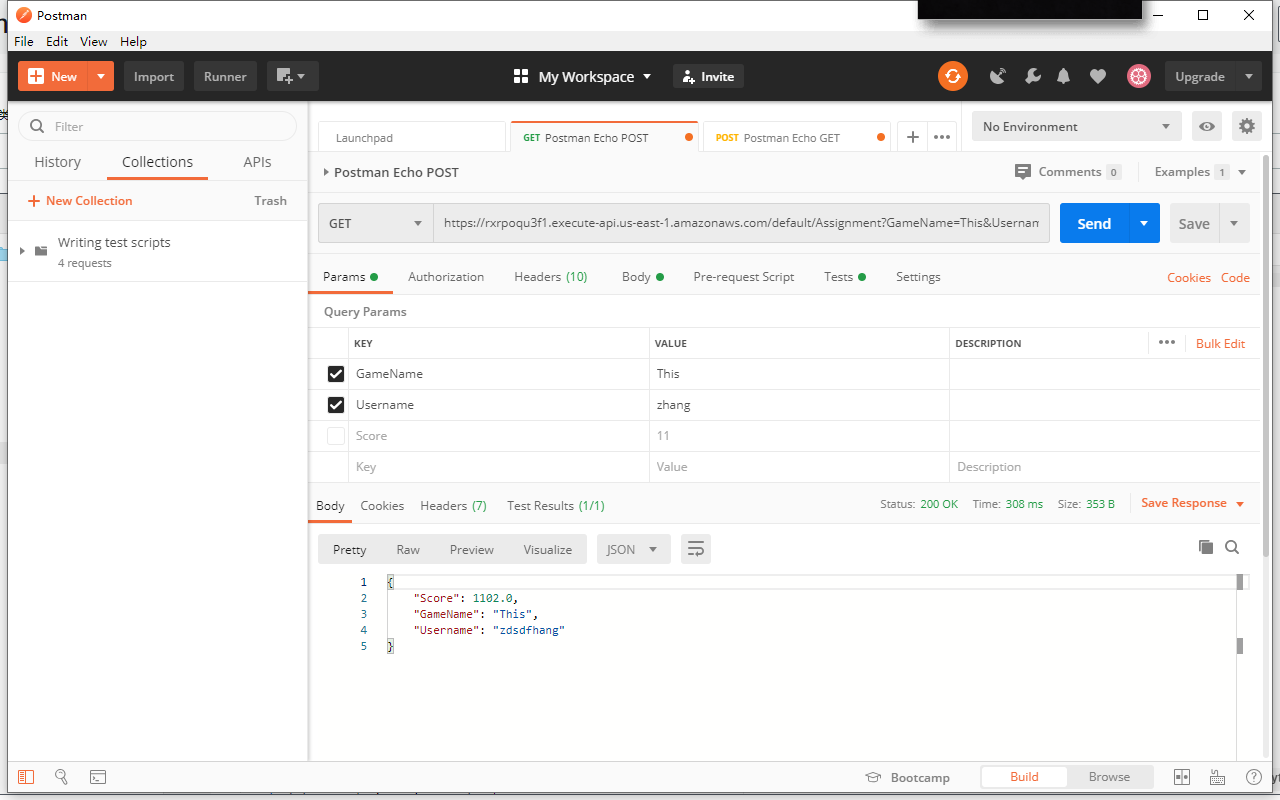 Postman
File Edit View Help
New Import Runner My Workspace Invite Upgrade
Filter
History Collections APIs
New Collection Trash
Writing test scripts
4 requests
Launchpad GET Postman Echo POST POST Postman Echo GET No Environment
Postman Echo POST Comments 0 Examples 1
GET https://rxrpoqu3f1.execute-api.us-east-1.amazonaws.com/default/Assignment?GameName=This&Usernam Send Save
Params Authorization Headers (10) Body Pre-request Script Tests Settings Cookies Code
Query Params
KEY VALUE DESCRIPTION Bulk Edit
GameName This
Username zhang
Score 11
Key Value Description
Body Cookies Headers (7) Test Results (1/1) Status: 200 OK Time: 308 ms Size: 353 B Save Response
Pretty Raw Preview Visualize JSON
1 {
2 "Score": 1102.0,
3 "GameName": "This",
4 "Username": "zdsdfhang"
5 }
Bootcamp Build Browse